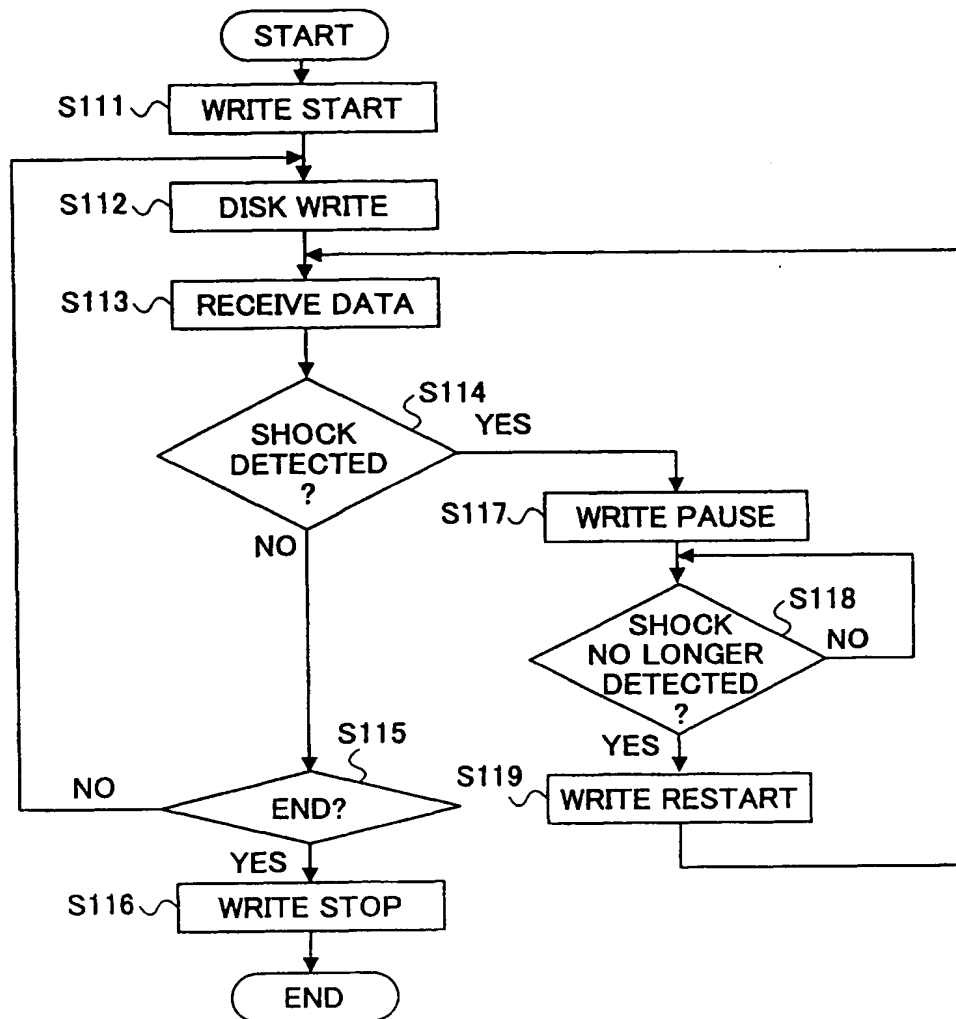 START
S111
WRITE START
S112
DISK WRITE
S113
RECEIVE DATA
S114
SHOCK
DETECTED
?
YES
NO
S117
WRITE PAUSE
S118
SHOCK
NO LONGER
DETECTED
?
NO
YES
S119
WRITE RESTART
S115
END?
NO
YES
S116
WRITE STOP
END